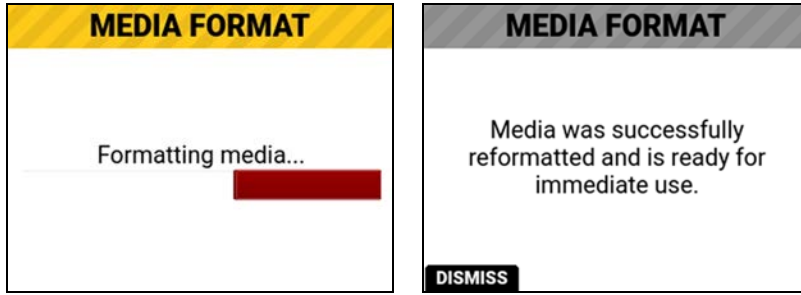 MEDIA FORMAT
Formatting media...
MEDIA FORMAT
Media was successfully
reformatted and is ready for
immediate use.
DISMISS